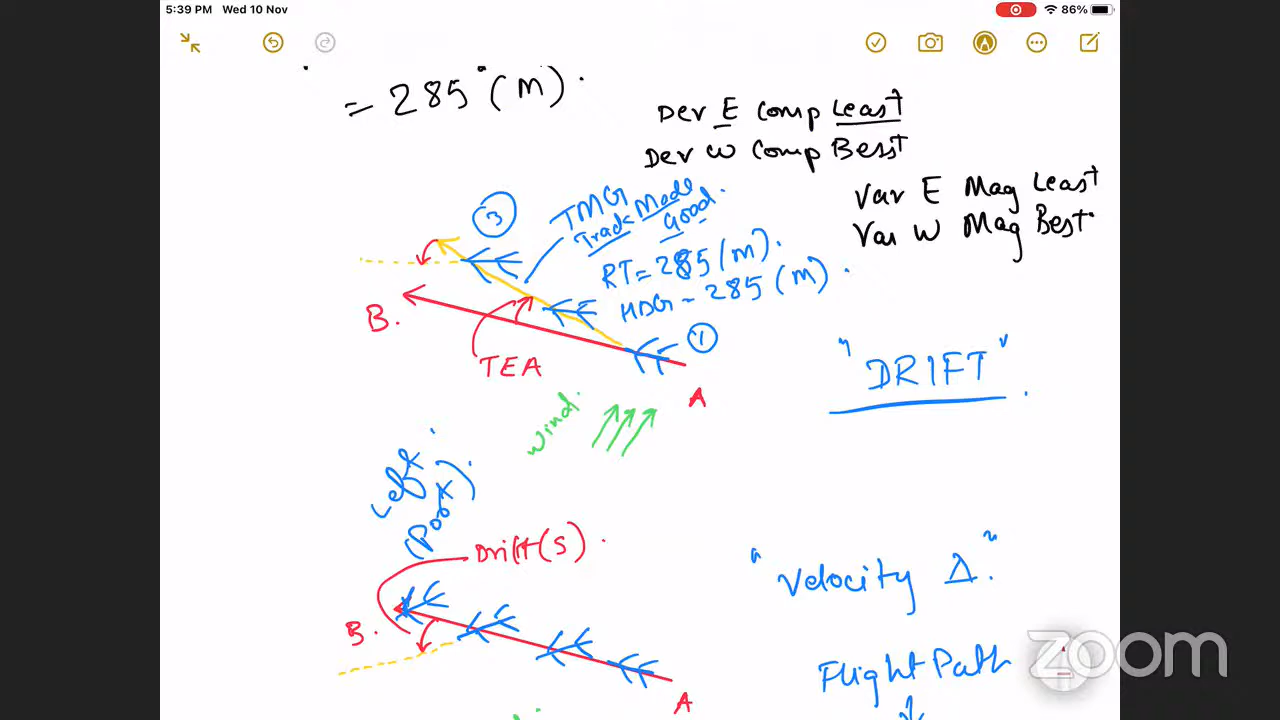 5:39 PM Wed 10 Nov
86%
= 285°(M).
Dev E Comp Least
Dev W Comp Besst
Var E Mag Least
Var W Mag Best
3
TMG
Track Made
Good.
RT = 285(M).
HDG - 285 (M).
B.
TEA
1
A
wind.
"DRIFT".
Left
(Pook).
Drift(S).
"Velocity Δ."
B.
A
Flight Path
zoom